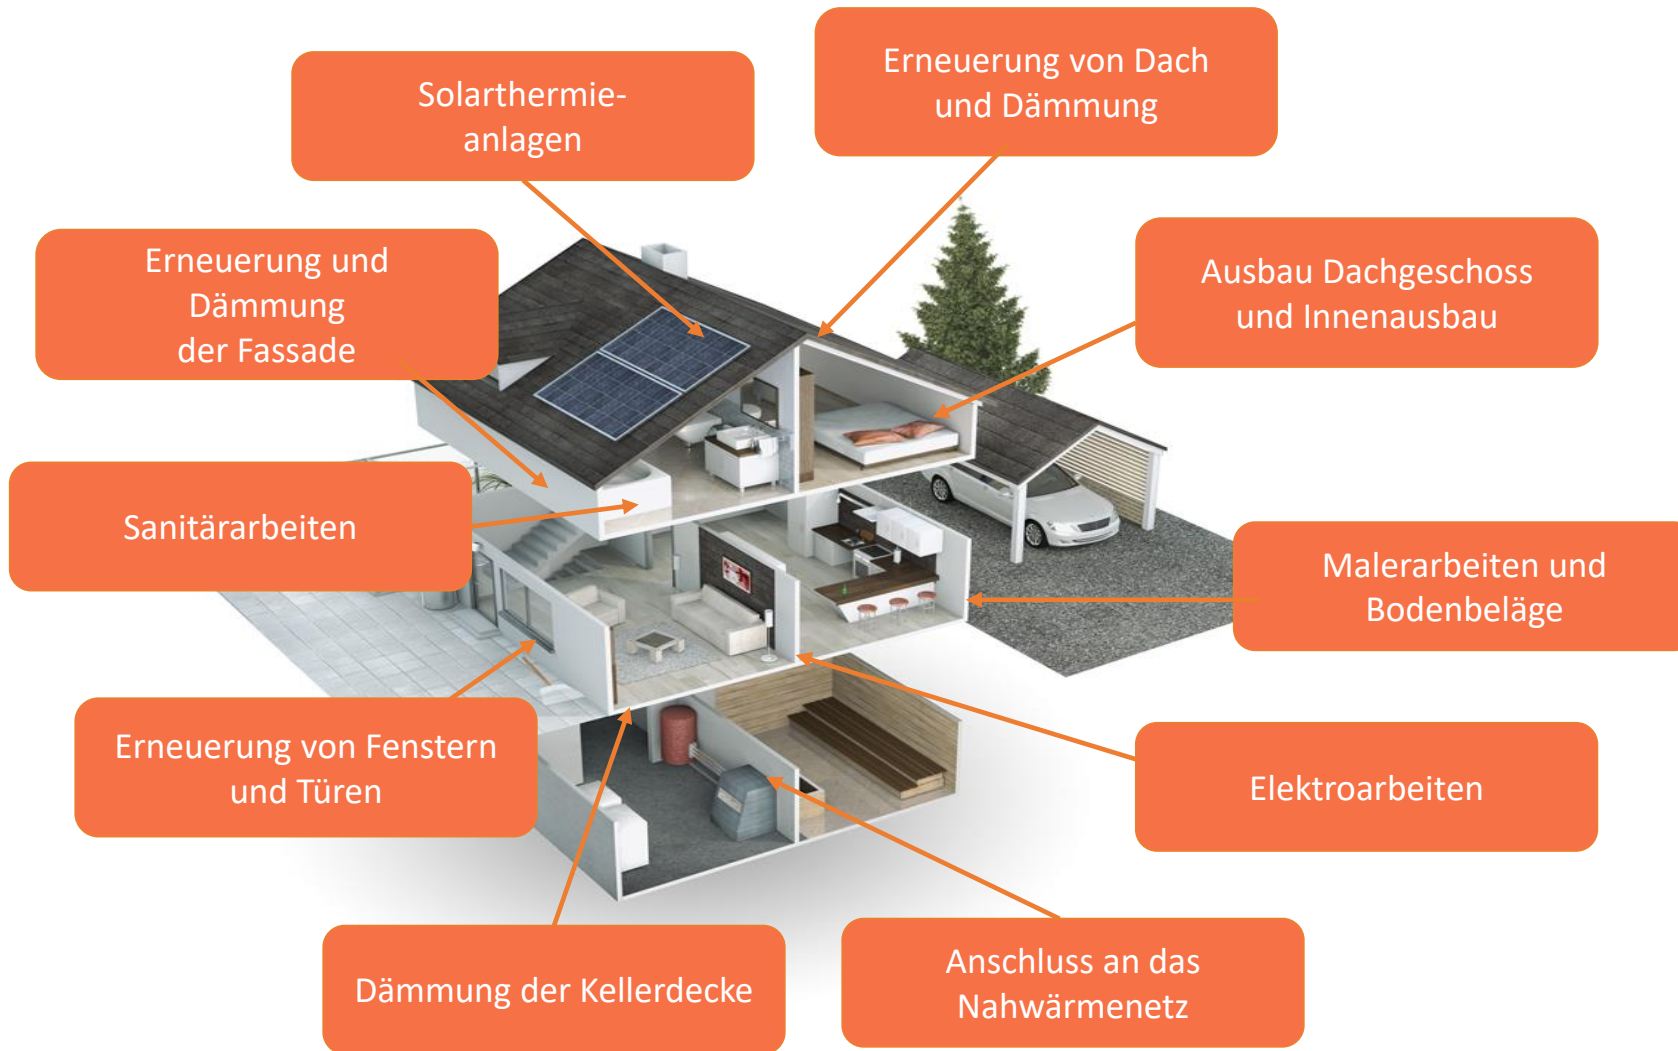 Solarthermie-
anlagen
Erneuerung von Dach
und Dämmung
Erneuerung und
Dämmung
der Fassade
Ausbau Dachgeschoss
und Innenausbau
Sanitärarbeiten
Malerarbeiten und
Bodenbeläge
Erneuerung von Fenstern
und Türen
Elektroarbeiten
Dämmung der Kellerdecke
Anschluss an das
Nahwärmenetz